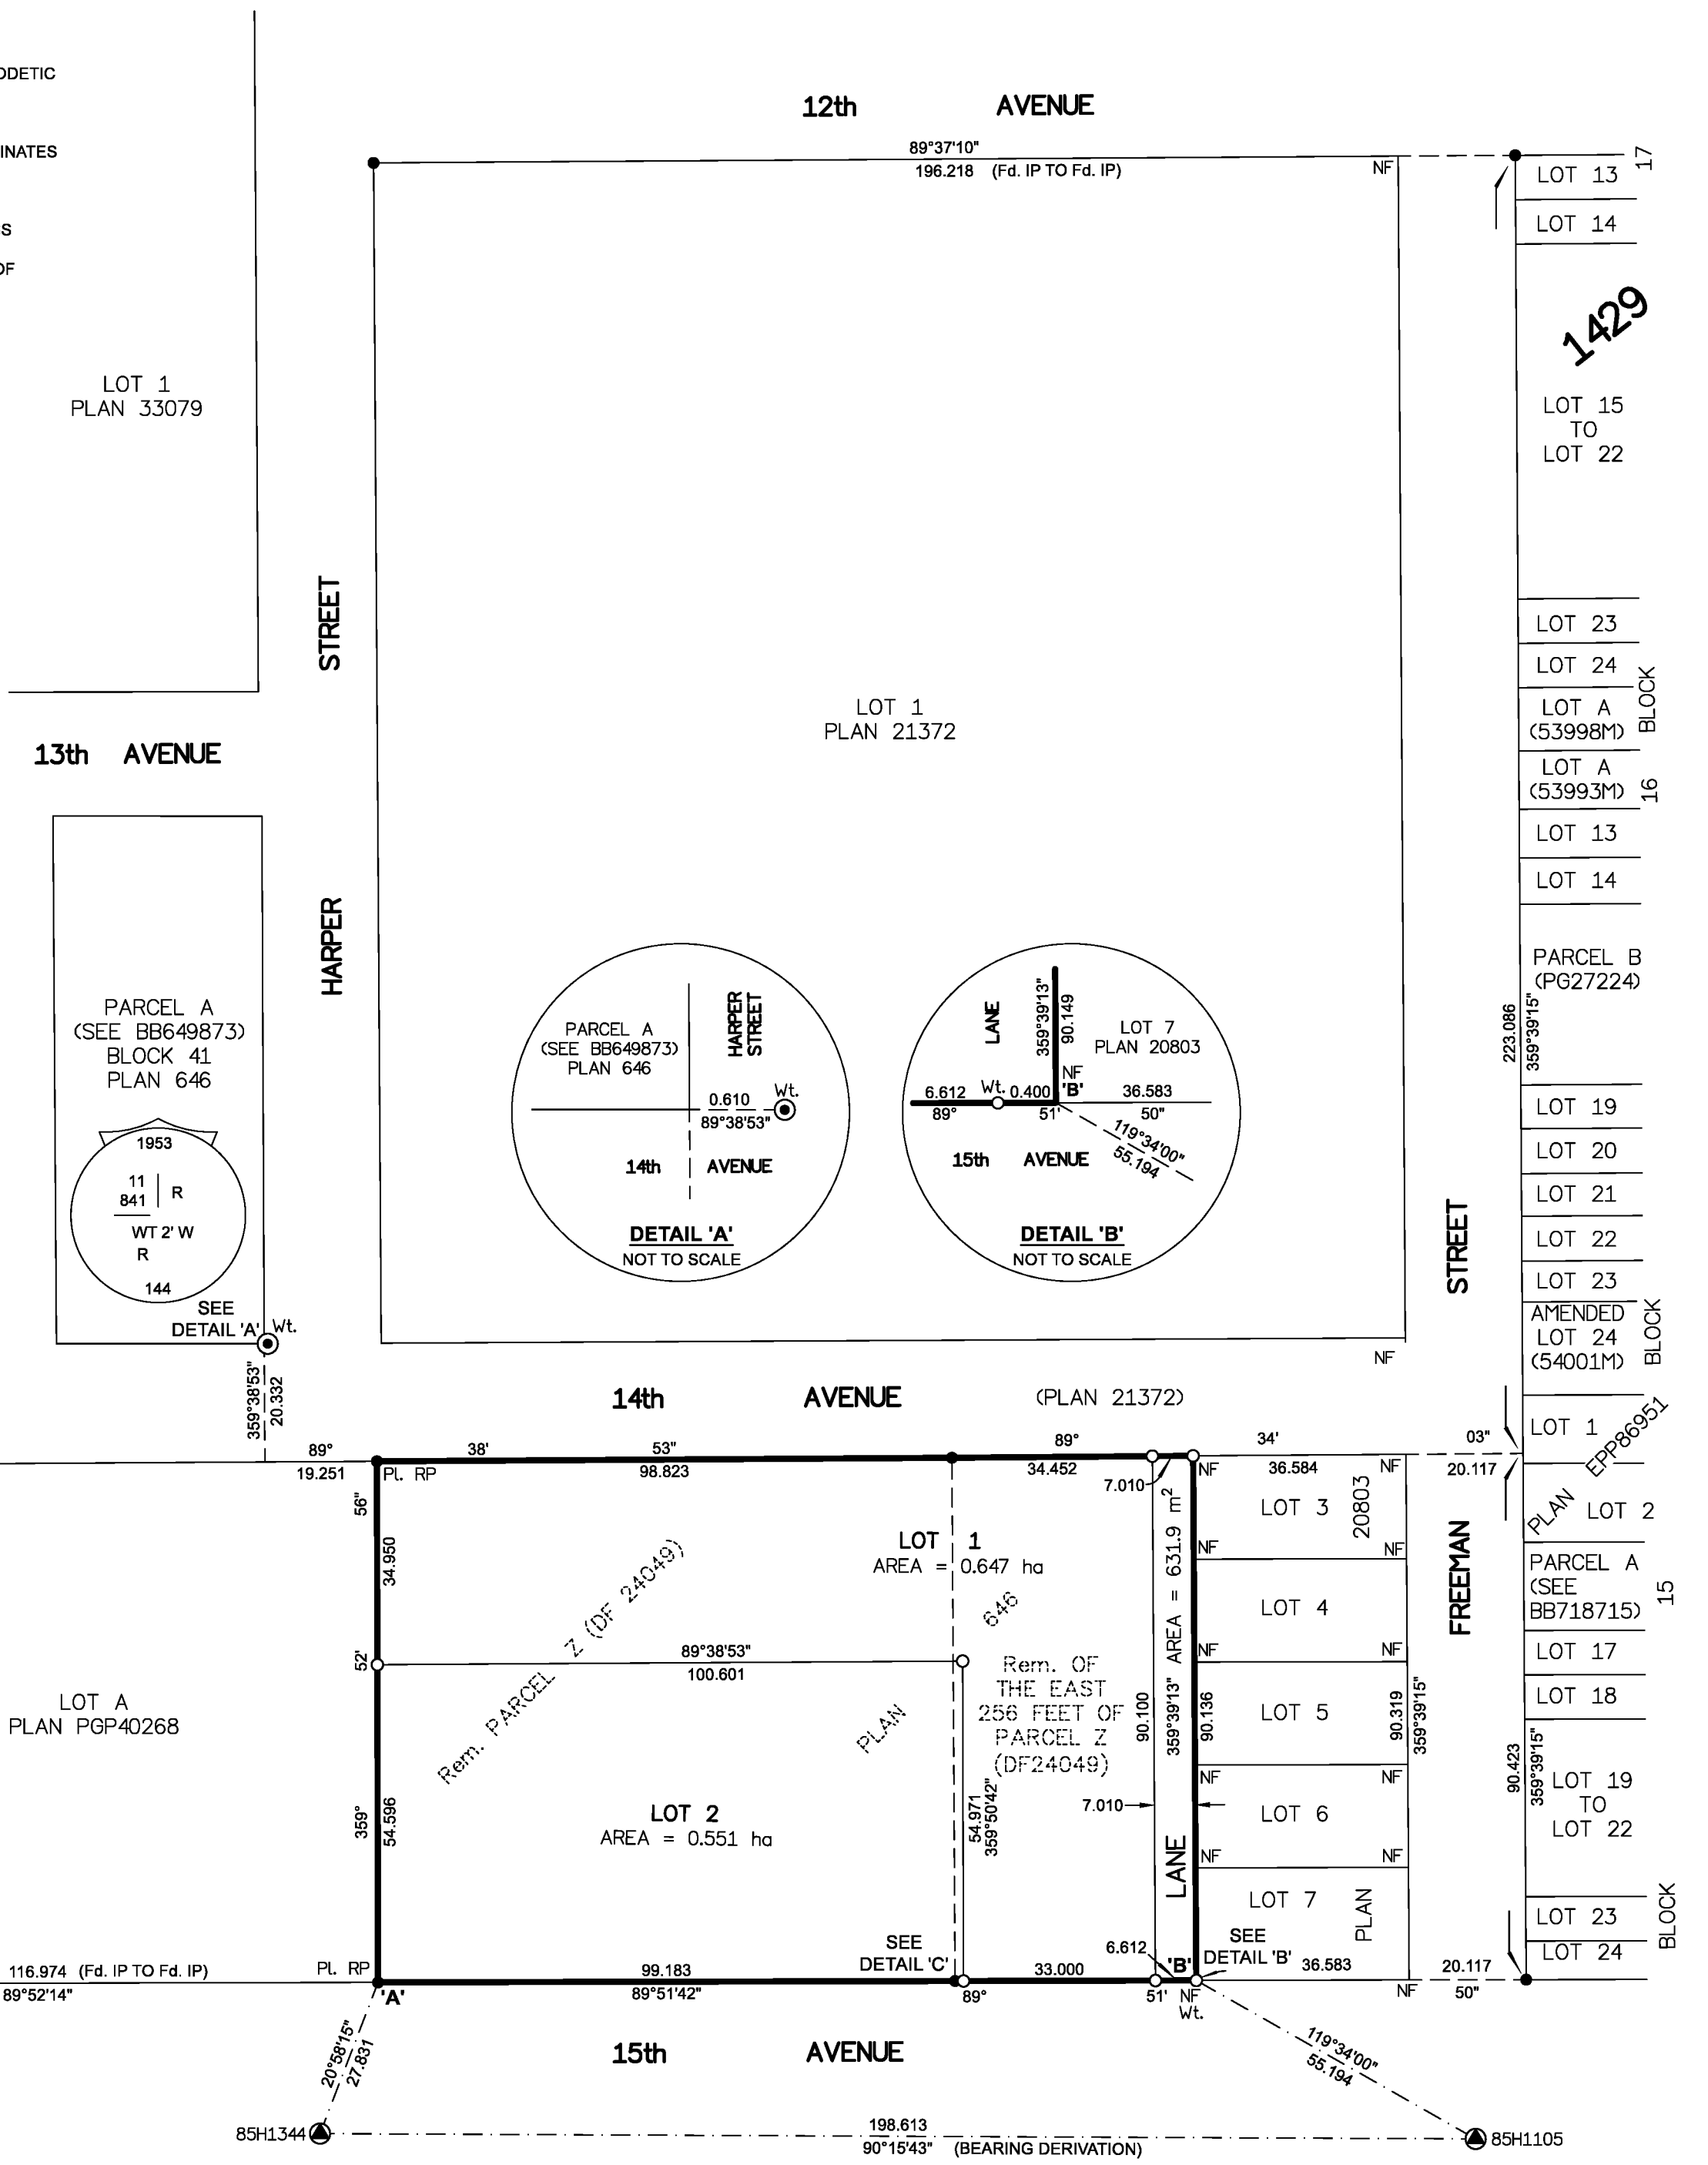 ODETIC
INATES
S
OF
12th AVENUE
89°37'10"
196.218 (Fd. IP TO Fd. IP)
NF
17
LOT 13
LOT 14
1429
LOT 15
TO
LOT 22
LOT 1
PLAN 33079
STREET
HARPER
13th AVENUE
LOT 1
PLAN 21372
LOT 23
LOT 24
LOT A
(53998M)
BLOCK
LOT A
(53993M)
16
LOT 13
LOT 14
PARCEL B
(PG27224)
223.086
359°39'15"
LOT 19
LOT 20
LOT 21
LOT 22
LOT 23
AMENDED
LOT 24
(54001M)
BLOCK
PARCEL A
(SEE BB649873)
BLOCK 41
PLAN 646
1953
11
841
R
WT 2' W
R
144
SEE
DETAIL 'A'
Wt.
359°38'53"
20.332
PARCEL A
(SEE BB649873)
PLAN 646
HARPER
STREET
0.610
Wt.
89°38'53"
14th AVENUE
DETAIL 'A'
NOT TO SCALE
LANE
359°39'13"
90.149
LOT 7
PLAN 20803
NF
'B'
6.612
Wt.
0.400
36.583
89°
51'
50"
119°34'00"
55.194
15th AVENUE
DETAIL 'B'
NOT TO SCALE
STREET
FREEMAN
NF
14th AVENUE (PLAN 21372)
89° 38' 53"
19.251
Pl. RP
98.823
89° 34' 03"
34.452
7.010
NF
36.584
NF
20.117
LOT 1
EPP86951
PLAN
LOT 2
PARCEL A
(SEE
BB718715)
15
LOT 17
LOT 18
LOT 19
TO
LOT 22
90.423
359°39'15"
LOT 23
LOT 24
BLOCK
56"
34.950
52'
359°
54.596
LOT 1
AREA = 0.647 ha
Rem. PARCEL Z (DF 24049)
646
PLAN
89°38'53"
100.601
Rem. OF
THE EAST
256 FEET OF
PARCEL Z
(DF24049)
54.971
359°50'42"
LOT 2
AREA = 0.551 ha
90.100
359°39'13" AREA = 631.9 m²
90.136
7.010
LANE
LOT 3
20803
NF
NF
LOT 4
NF
NF
LOT 5
90.319
359°39'15"
NF
NF
LOT 6
NF
NF
LOT 7
PLAN
LOT A
PLAN PGP40268
116.974 (Fd. IP TO Fd. IP)
89°52'14"
Pl. RP
'A'
99.183
89°51'42"
SEE
DETAIL 'C'
33.000
89°
6.612
'B'
SEE
DETAIL 'B'
51'
NF
Wt.
36.583
NF
20.117
50"
20°58'15"
27.831
15th AVENUE
119°34'00"
55.194
85H1344
198.613
90°15'43" (BEARING DERIVATION)
85H1105